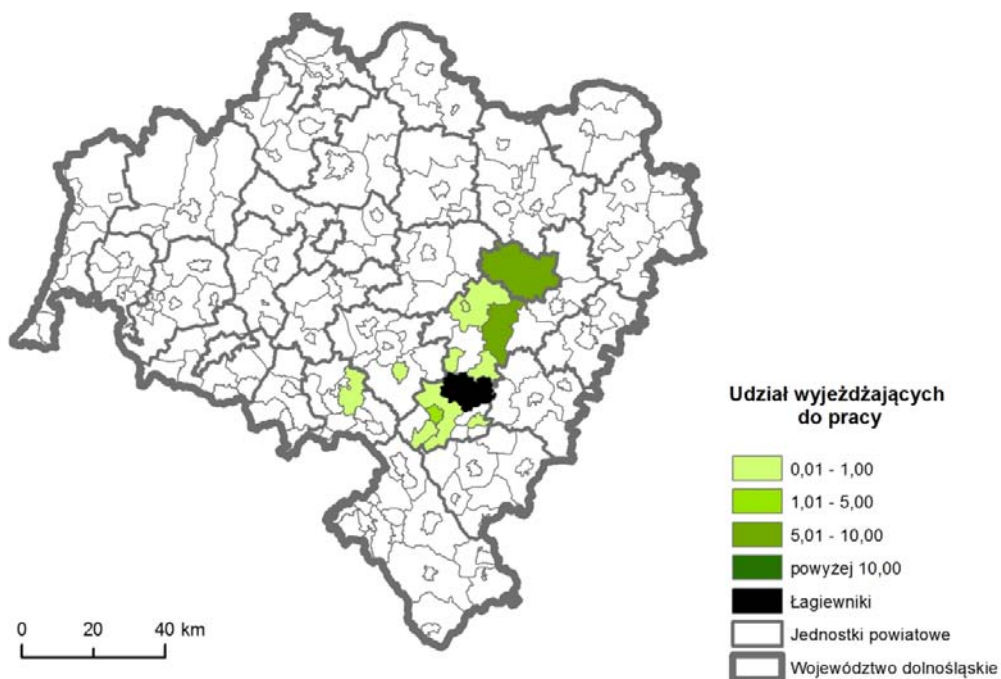 Udział wyjeżdżających
do pracy
0,01 - 1,00
1,01 - 5,00
5,01 - 10,00
powyżej 10,00
Łagiewniki
Jednostki powiatowe
Województwo dolnośląskie
0 20 40 km